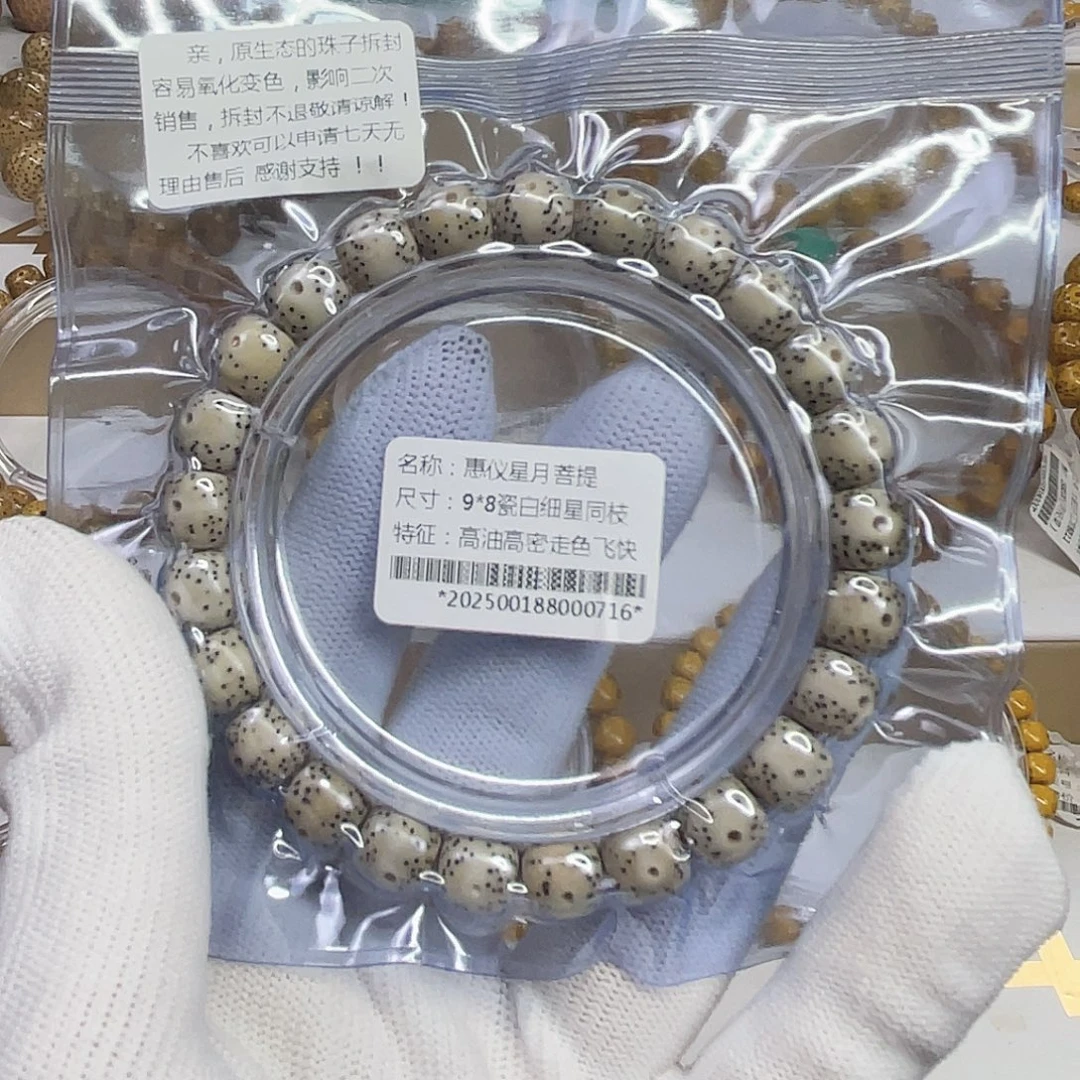 亲，原生态的珠子拆封
容易氧化变色，影响二次
销售，拆封不退敬请谅解！
不喜欢可以申请七天无
理由售后 感谢支持 ！！
名称：惠仪星月菩提
尺寸：9*8瓷白细星同枝
特征：高油高密走色飞快
*202500188000716*